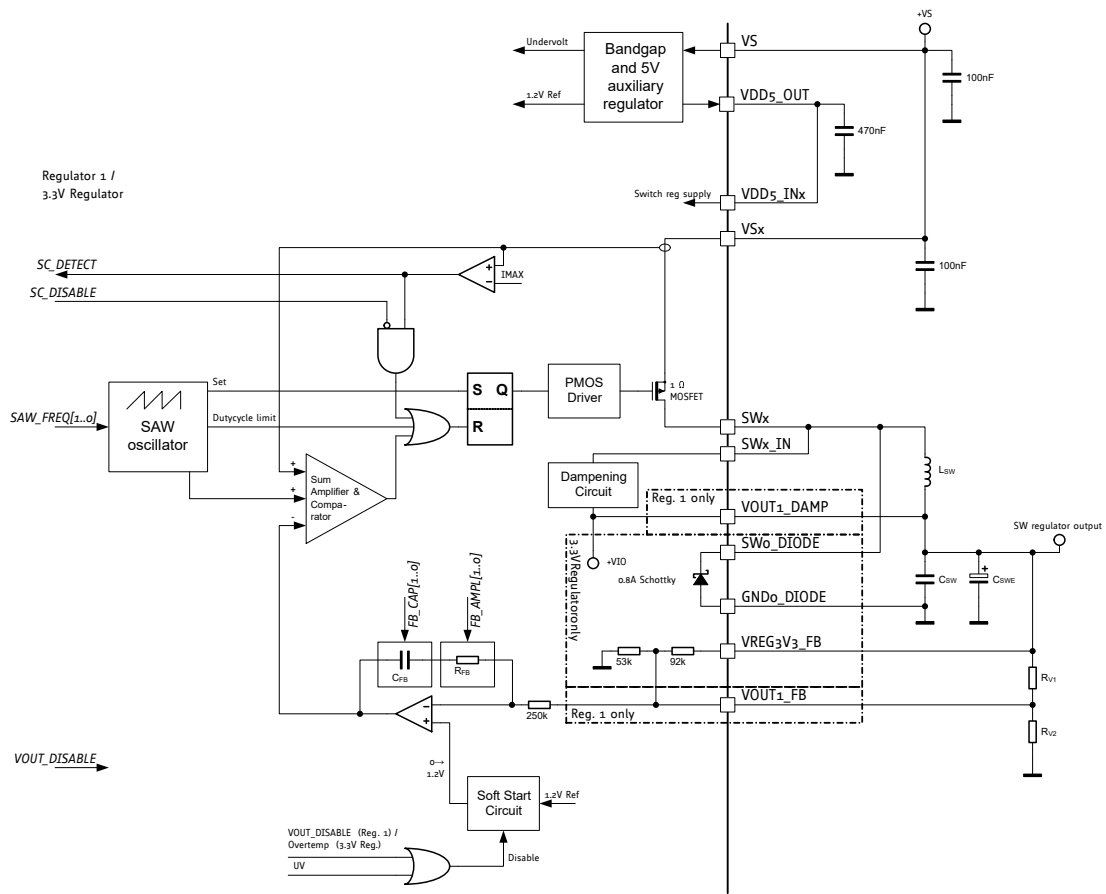 +VS
Undervolt
Bandgap
and 5V
auxiliary
regulator
VS
100nF
1.2V Ref
VDD5_OUT
470nF
Regulator 1 /
3.3V Regulator
Switch reg supply
VDD5_INx
VSx
SC_DETECT
+
−
IMAX
100nF
SC_DISABLE
SAW_FREQ[1..0]
SAW
oscillator
Set
Dutycycle limit
S Q
R
PMOS
Driver
1 Ω
MOSFET
SWx
SWx_IN
Dampening
Circuit
LSW
+
+
-
Sum
Amplifier &
Compa-
rator
Reg. 1 only
VOUT1_DAMP
SW regulator output
3.3VRegulatoronly
+VIO
SW0_DIODE
0.8A Schottky
GND0_DIODE
CSW
+
CSWE
FB_CAP[1..0]
FB_AMPL[1..0]
CFB
RFB
53k
92k
VREG3V3_FB
RV1
250k
Reg. 1 only
VOUT1_FB
RV2
−
+
VOUT_DISABLE
0→
1.2V
Soft Start
Circuit
1.2V Ref
VOUT_DISABLE (Reg. 1) /
Overtemp (3.3V Reg.)
UV
Disable